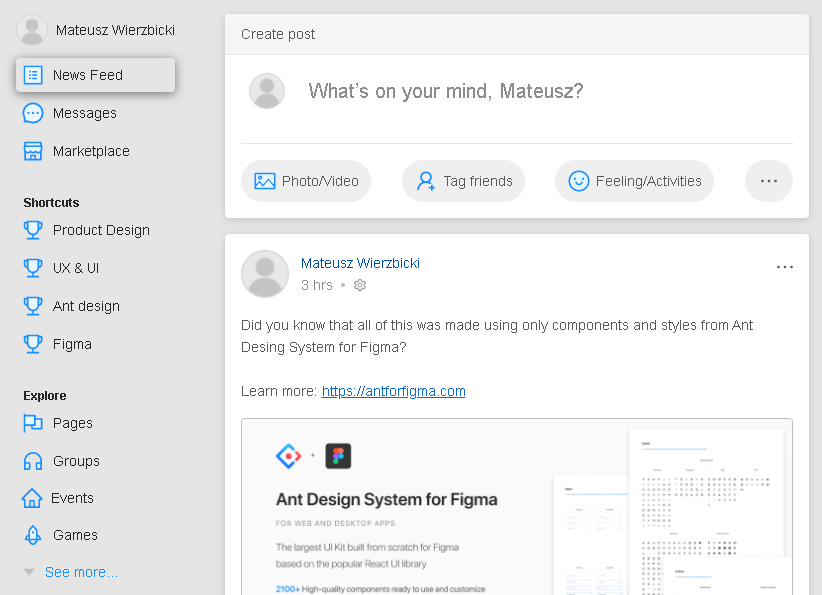 Mateusz Wierzbicki
News Feed
Messages
Marketplace
Shortcuts
Product Design
UX & UI
Ant design
Figma
Explore
Pages
Groups
Events
Games
See more...
Create post
What's on your mind, Mateusz?
Photo/Video
Tag friends
Feeling/Activities
Mateusz Wierzbicki
3 hrs
Did you know that all of this was made using only components and styles from Ant
Desing System for Figma?
Learn more: https://antforfigma.com
Ant Design System for Figma
FOR WEB AND DESKTOP APPS
The largest UI Kit built from scratch for Figma
based on the popular React UI library
2100+ High-quality components ready to use and customize